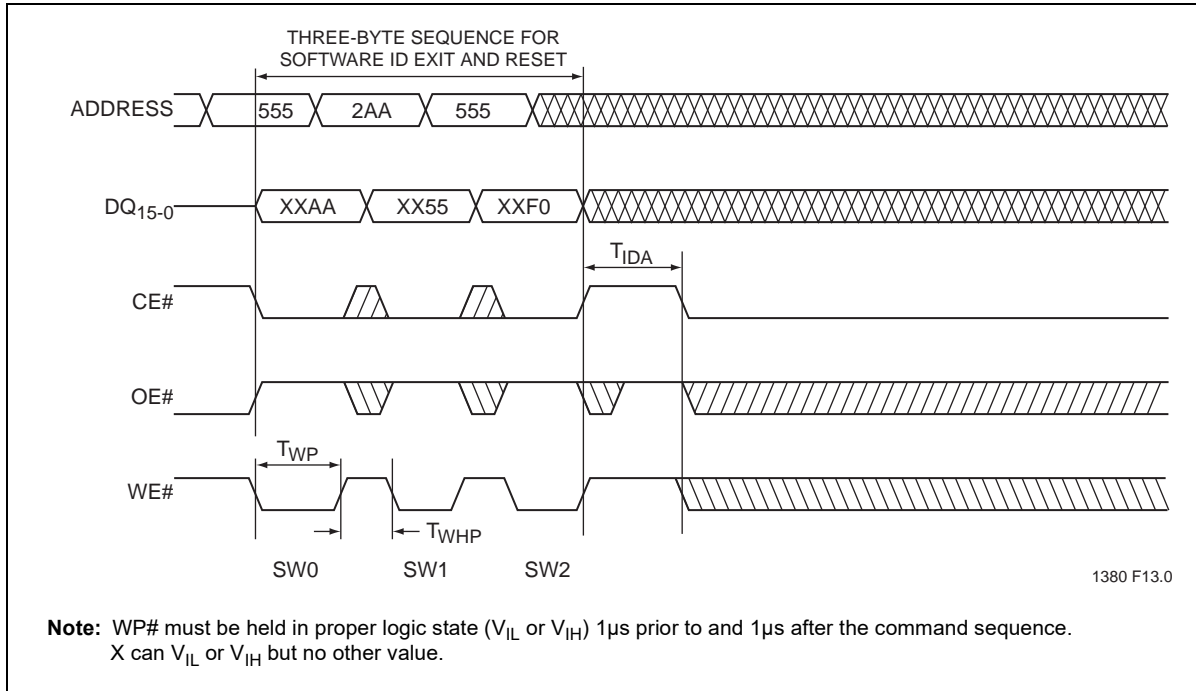 THREE-BYTE SEQUENCE FOR
SOFTWARE ID EXIT AND RESET
ADDRESS 555 2AA 555
DQ15-0 XXAA XX55 XXF0
TIDA
CE#
OE#
TWP
WE#
TWHP
SW0 SW1 SW2
1380 F13.0
Note: WP# must be held in proper logic state (VIL or VIH) 1µs prior to and 1µs after the command sequence.
X can VIL or VIH but no other value.